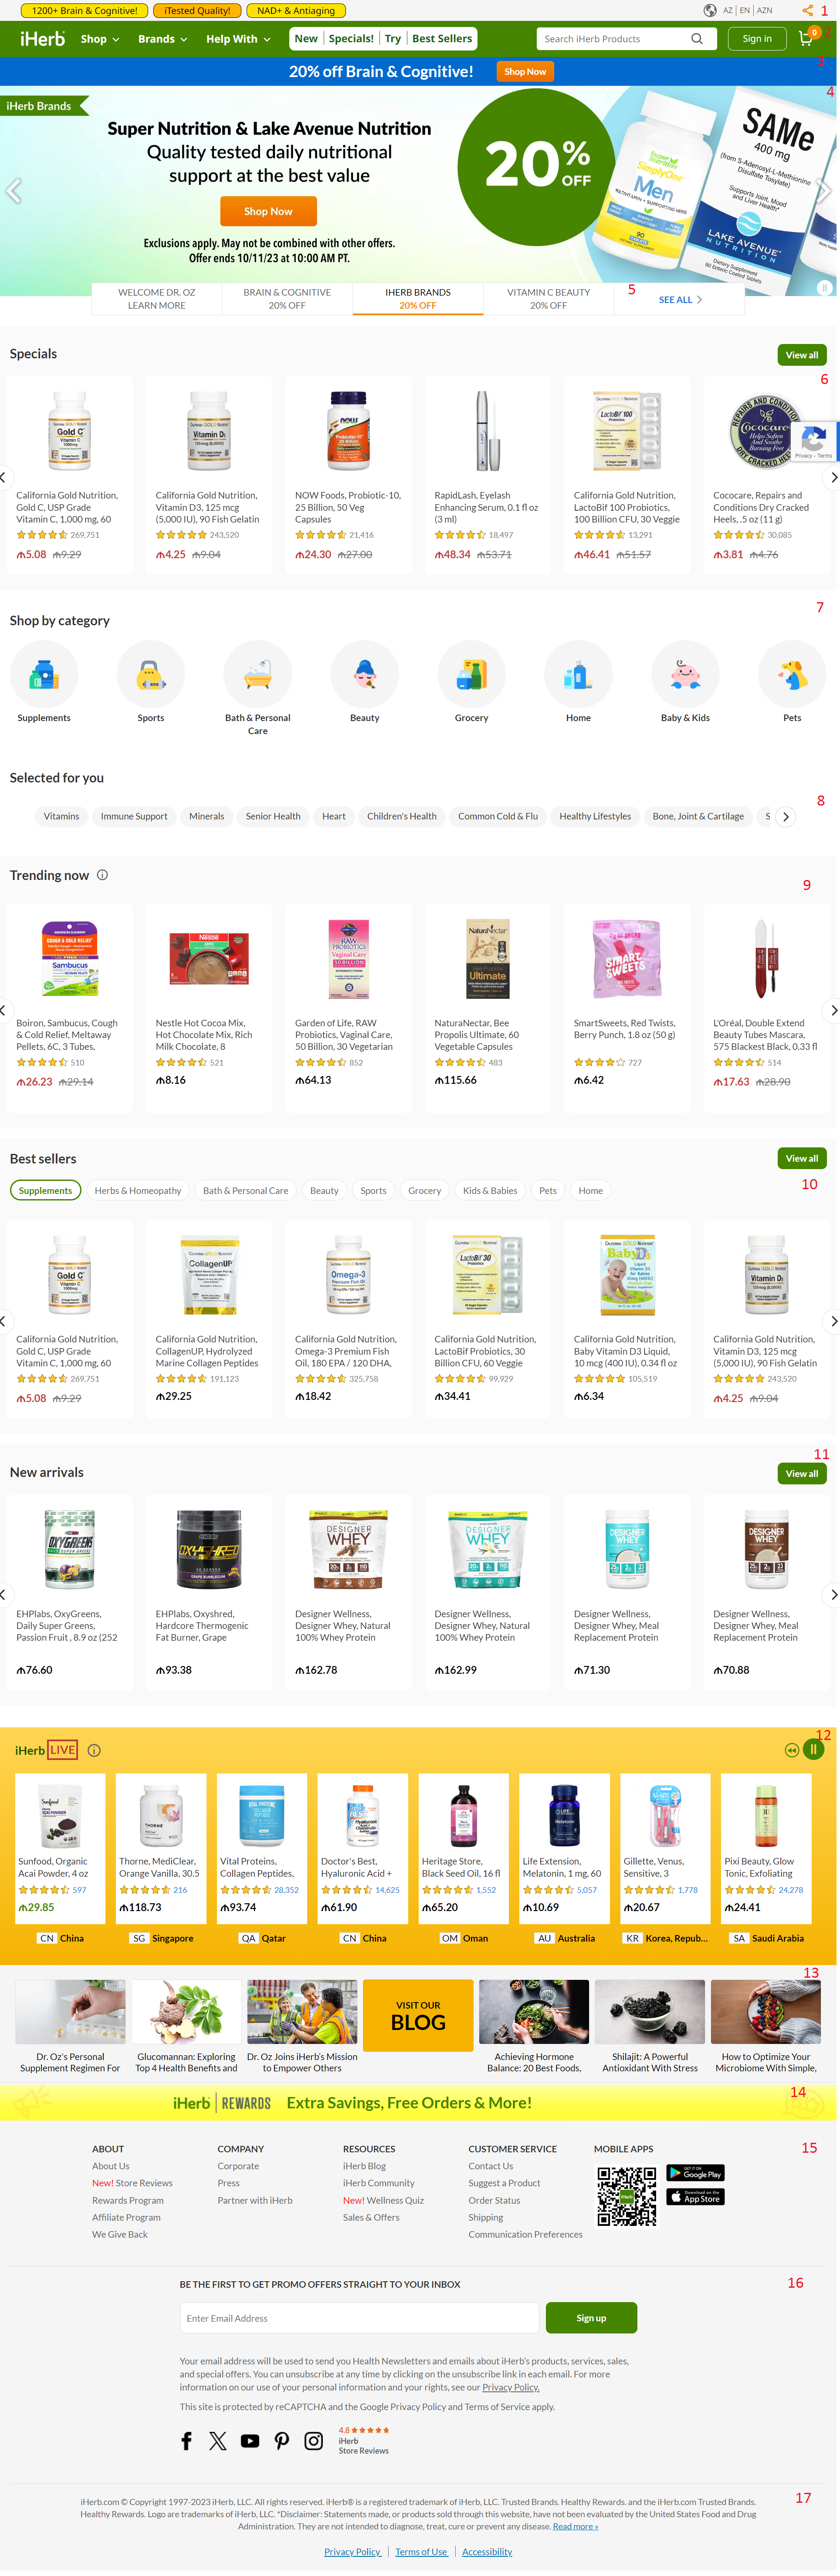 1200+ Brain & Cognitive!
iTested Quality!
NAD+ & Antiaging
AZ | EN | AZN
1
iHerb
Shop
Brands
Help With
New | Specials! | Try | Best Sellers
Search iHerb Products
Sign in
0
2
20% off Brain & Cognitive!
Shop Now
3
4
iHerb Brands
Super Nutrition & Lake Avenue Nutrition
Quality tested daily nutritional
support at the best value
Shop Now
Exclusions apply. May not be combined with other offers.
Offer ends 10/11/23 at 10:00 AM PT.
20% OFF
Super Nutrition
SimplyOne
Men
90
SAMe
400 mg
(from S-Adenosyl-L-Methionine
Disulfate Tosylate)
Supports Joint, Mood
and Liver Health*
LAKE AVENUE
NUTRITION
60 Enteric Coated Tablets
WELCOME DR. OZ
LEARN MORE
BRAIN & COGNITIVE
20% OFF
IHERB BRANDS
20% OFF
VITAMIN C BEAUTY
20% OFF
5
SEE ALL
Specials
View all
6
Privacy - Terms
California Gold Nutrition,
Gold C, USP Grade
Vitamin C, 1,000 mg, 60
269,751
₼5.08 ₼9.29
California Gold Nutrition,
Vitamin D3, 125 mcg
(5,000 IU), 90 Fish Gelatin
243,520
₼4.25 ₼9.04
NOW Foods, Probiotic-10,
25 Billion, 50 Veg
Capsules
21,416
₼24.30 ₼27.00
RapidLash, Eyelash
Enhancing Serum, 0.1 fl oz
(3 ml)
18,497
₼48.34 ₼53.71
California Gold Nutrition,
LactoBif 100 Probiotics,
100 Billion CFU, 30 Veggie
13,291
₼46.41 ₼51.57
Cococare, Repairs and
Conditions Dry Cracked
Heels, .5 oz (11 g)
30,085
₼3.81 ₼4.76
7
Shop by category
Supplements
Sports
Bath & Personal
Care
Beauty
Grocery
Home
Baby & Kids
Pets
Selected for you
8
Vitamins
Immune Support
Minerals
Senior Health
Heart
Children's Health
Common Cold & Flu
Healthy Lifestyles
Bone, Joint & Cartilage
S
Trending now
9
Boiron, Sambucus, Cough
& Cold Relief, Meltaway
Pellets, 6C, 3 Tubes,
510
₼26.23 ₼29.14
Nestle Hot Cocoa Mix,
Hot Chocolate Mix, Rich
Milk Chocolate, 8
521
₼8.16
Garden of Life, RAW
Probiotics, Vaginal Care,
50 Billion, 30 Vegetarian
852
₼64.13
NaturaNectar, Bee
Propolis Ultimate, 60
Vegetable Capsules
483
₼115.66
SmartSweets, Red Twists,
Berry Punch, 1.8 oz (50 g)
727
₼6.42
L'Oréal, Double Extend
Beauty Tubes Mascara,
575 Blackest Black, 0.33 fl
514
₼17.63 ₼28.90
Best sellers
View all
10
Supplements
Herbs & Homeopathy
Bath & Personal Care
Beauty
Sports
Grocery
Kids & Babies
Pets
Home
California Gold Nutrition,
Gold C, USP Grade
Vitamin C, 1,000 mg, 60
269,751
₼5.08 ₼9.29
California Gold Nutrition,
CollagenUP, Hydrolyzed
Marine Collagen Peptides
191,123
₼29.25
California Gold Nutrition,
Omega-3 Premium Fish
Oil, 180 EPA / 120 DHA,
325,758
₼18.42
California Gold Nutrition,
LactoBif Probiotics, 30
Billion CFU, 60 Veggie
99,929
₼34.41
California Gold Nutrition,
Baby Vitamin D3 Liquid,
10 mcg (400 IU), 0.34 fl oz
105,519
₼6.34
California Gold Nutrition,
Vitamin D3, 125 mcg
(5,000 IU), 90 Fish Gelatin
243,520
₼4.25 ₼9.04
11
New arrivals
View all
EHPlabs, OxyGreens,
Daily Super Greens,
Passion Fruit , 8.9 oz (252
₼76.60
EHPlabs, Oxyshred,
Hardcore Thermogenic
Fat Burner, Grape
₼93.38
Designer Wellness,
Designer Whey, Natural
100% Whey Protein
₼162.78
Designer Wellness,
Designer Whey, Natural
100% Whey Protein
₼162.99
Designer Wellness,
Designer Whey, Meal
Replacement Protein
₼71.30
Designer Wellness,
Designer Whey, Meal
Replacement Protein
₼70.88
12
iHerb LIVE
Sunfood, Organic
Acai Powder, 4 oz
597
₼29.85
CN China
Thorne, MediClear,
Orange Vanilla, 30.5
216
₼118.73
SG Singapore
Vital Proteins,
Collagen Peptides,
28,352
₼93.74
QA Qatar
Doctor's Best,
Hyaluronic Acid +
14,625
₼61.90
CN China
Heritage Store,
Black Seed Oil, 16 fl
1,552
₼65.20
OM Oman
Life Extension,
Melatonin, 1 mg, 60
5,057
₼10.69
AU Australia
Gillette, Venus,
Sensitive, 3
1,778
₼20.67
KR Korea, Repub...
Pixi Beauty, Glow
Tonic, Exfoliating
24,278
₼24.41
SA Saudi Arabia
13
Dr. Oz's Personal
Supplement Regimen For
Glucomannan: Exploring
Top 4 Health Benefits and
Dr. Oz Joins iHerb's Mission
to Empower Others
VISIT OUR
BLOG
Achieving Hormone
Balance: 20 Best Foods,
Shilajit: A Powerful
Antioxidant With Stress
How to Optimize Your
Microbiome With Simple,
14
iHerb | REWARDS Extra Savings, Free Orders & More!
15
ABOUT
About Us
New! Store Reviews
Rewards Program
Affiliate Program
We Give Back
COMPANY
Corporate
Press
Partner with iHerb
RESOURCES
iHerb Blog
iHerb Community
New! Wellness Quiz
Sales & Offers
CUSTOMER SERVICE
Contact Us
Suggest a Product
Order Status
Shipping
Communication Preferences
MOBILE APPS
GET IT ON
Google Play
Download on the
App Store
16
BE THE FIRST TO GET PROMO OFFERS STRAIGHT TO YOUR INBOX
Enter Email Address
Sign up
Your email address will be used to send you Health Newsletters and emails about iHerb's products, services, sales,
and special offers. You can unsubscribe at any time by clicking on the unsubscribe link in each email. For more
information on our use of your personal information and your rights, see our Privacy Policy.
This site is protected by reCAPTCHA and the Google Privacy Policy and Terms of Service apply.
4.8
iHerb
Store Reviews
17
iHerb.com © Copyright 1997-2023 iHerb, LLC. All rights reserved. iHerb® is a registered trademark of iHerb, LLC. Trusted Brands. Healthy Rewards. and the iHerb.com Trusted Brands.
Healthy Rewards. Logo are trademarks of iHerb, LLC. *Disclaimer: Statements made, or products sold through this website, have not been evaluated by the United States Food and Drug
Administration. They are not intended to diagnose, treat, cure or prevent any disease. Read more »
Privacy Policy | Terms of Use | Accessibility